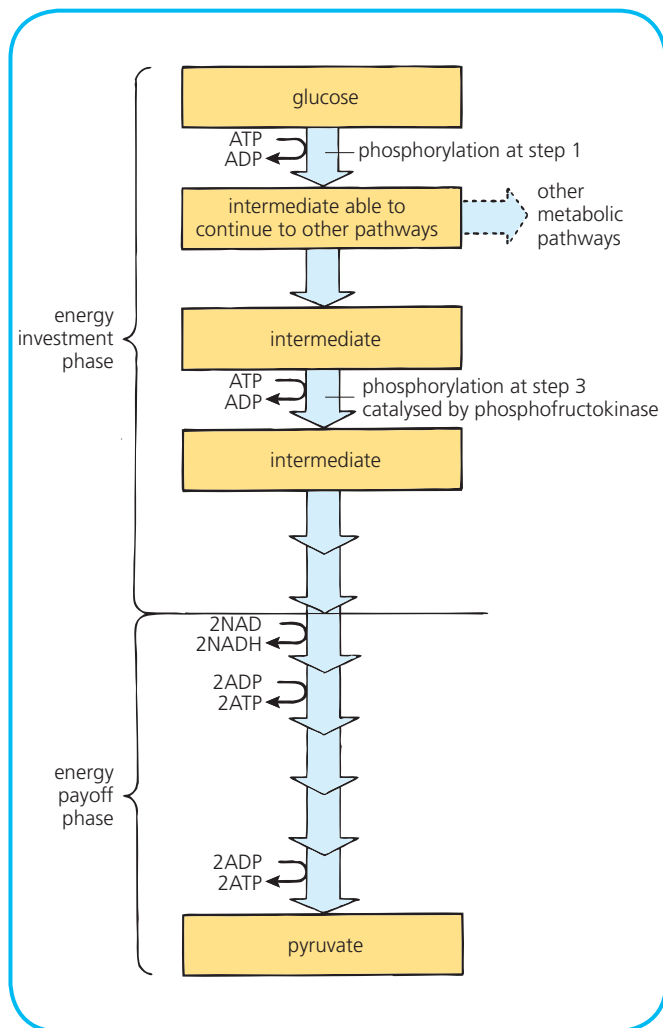 glucose
ATP
ADP
phosphorylation at step 1
intermediate able to
continue to other pathways
other
metabolic
pathways
energy
investment
phase
intermediate
ATP
ADP
phosphorylation at step 3
catalysed by phosphofructokinase
intermediate
2NAD
2NADH
2ADP
2ATP
energy
payoff
phase
2ADP
2ATP
pyruvate